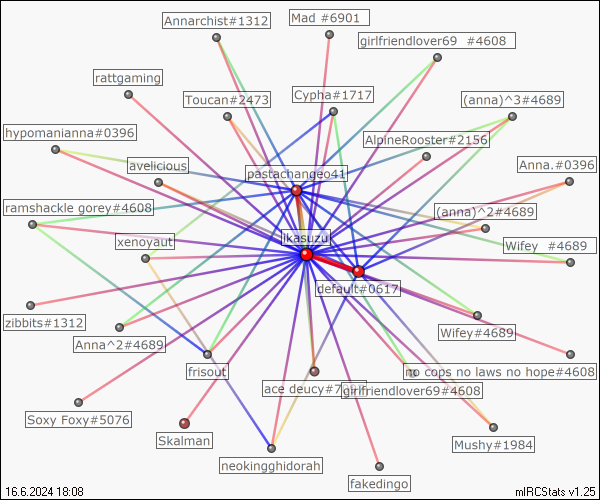 Annarchist#1312
Mad #6901
girlfriendlover69 #4608
rattgaming
Toucan#2473
Cypha#1717
(anna)^3#4689
hypomanianna#0396
AlpineRooster#2156
avelicious
pastachangeo41
Anna.#0396
ramshackle gorey#4608
(anna)^2#4689
xenoyaut
ikasuzu
Wifey #4689
default#0617
zibbits#1312
Anna^2#4689
Wifey#4689
frisout
no cops no laws no hope#4608
ace deucy#
girlfriendlover69#4608
Soxy Foxy#5076
Skalman
Mushy#1984
neokingghidorah
fakedingo
16.6.2024 18:08
mIRCStats v1.25